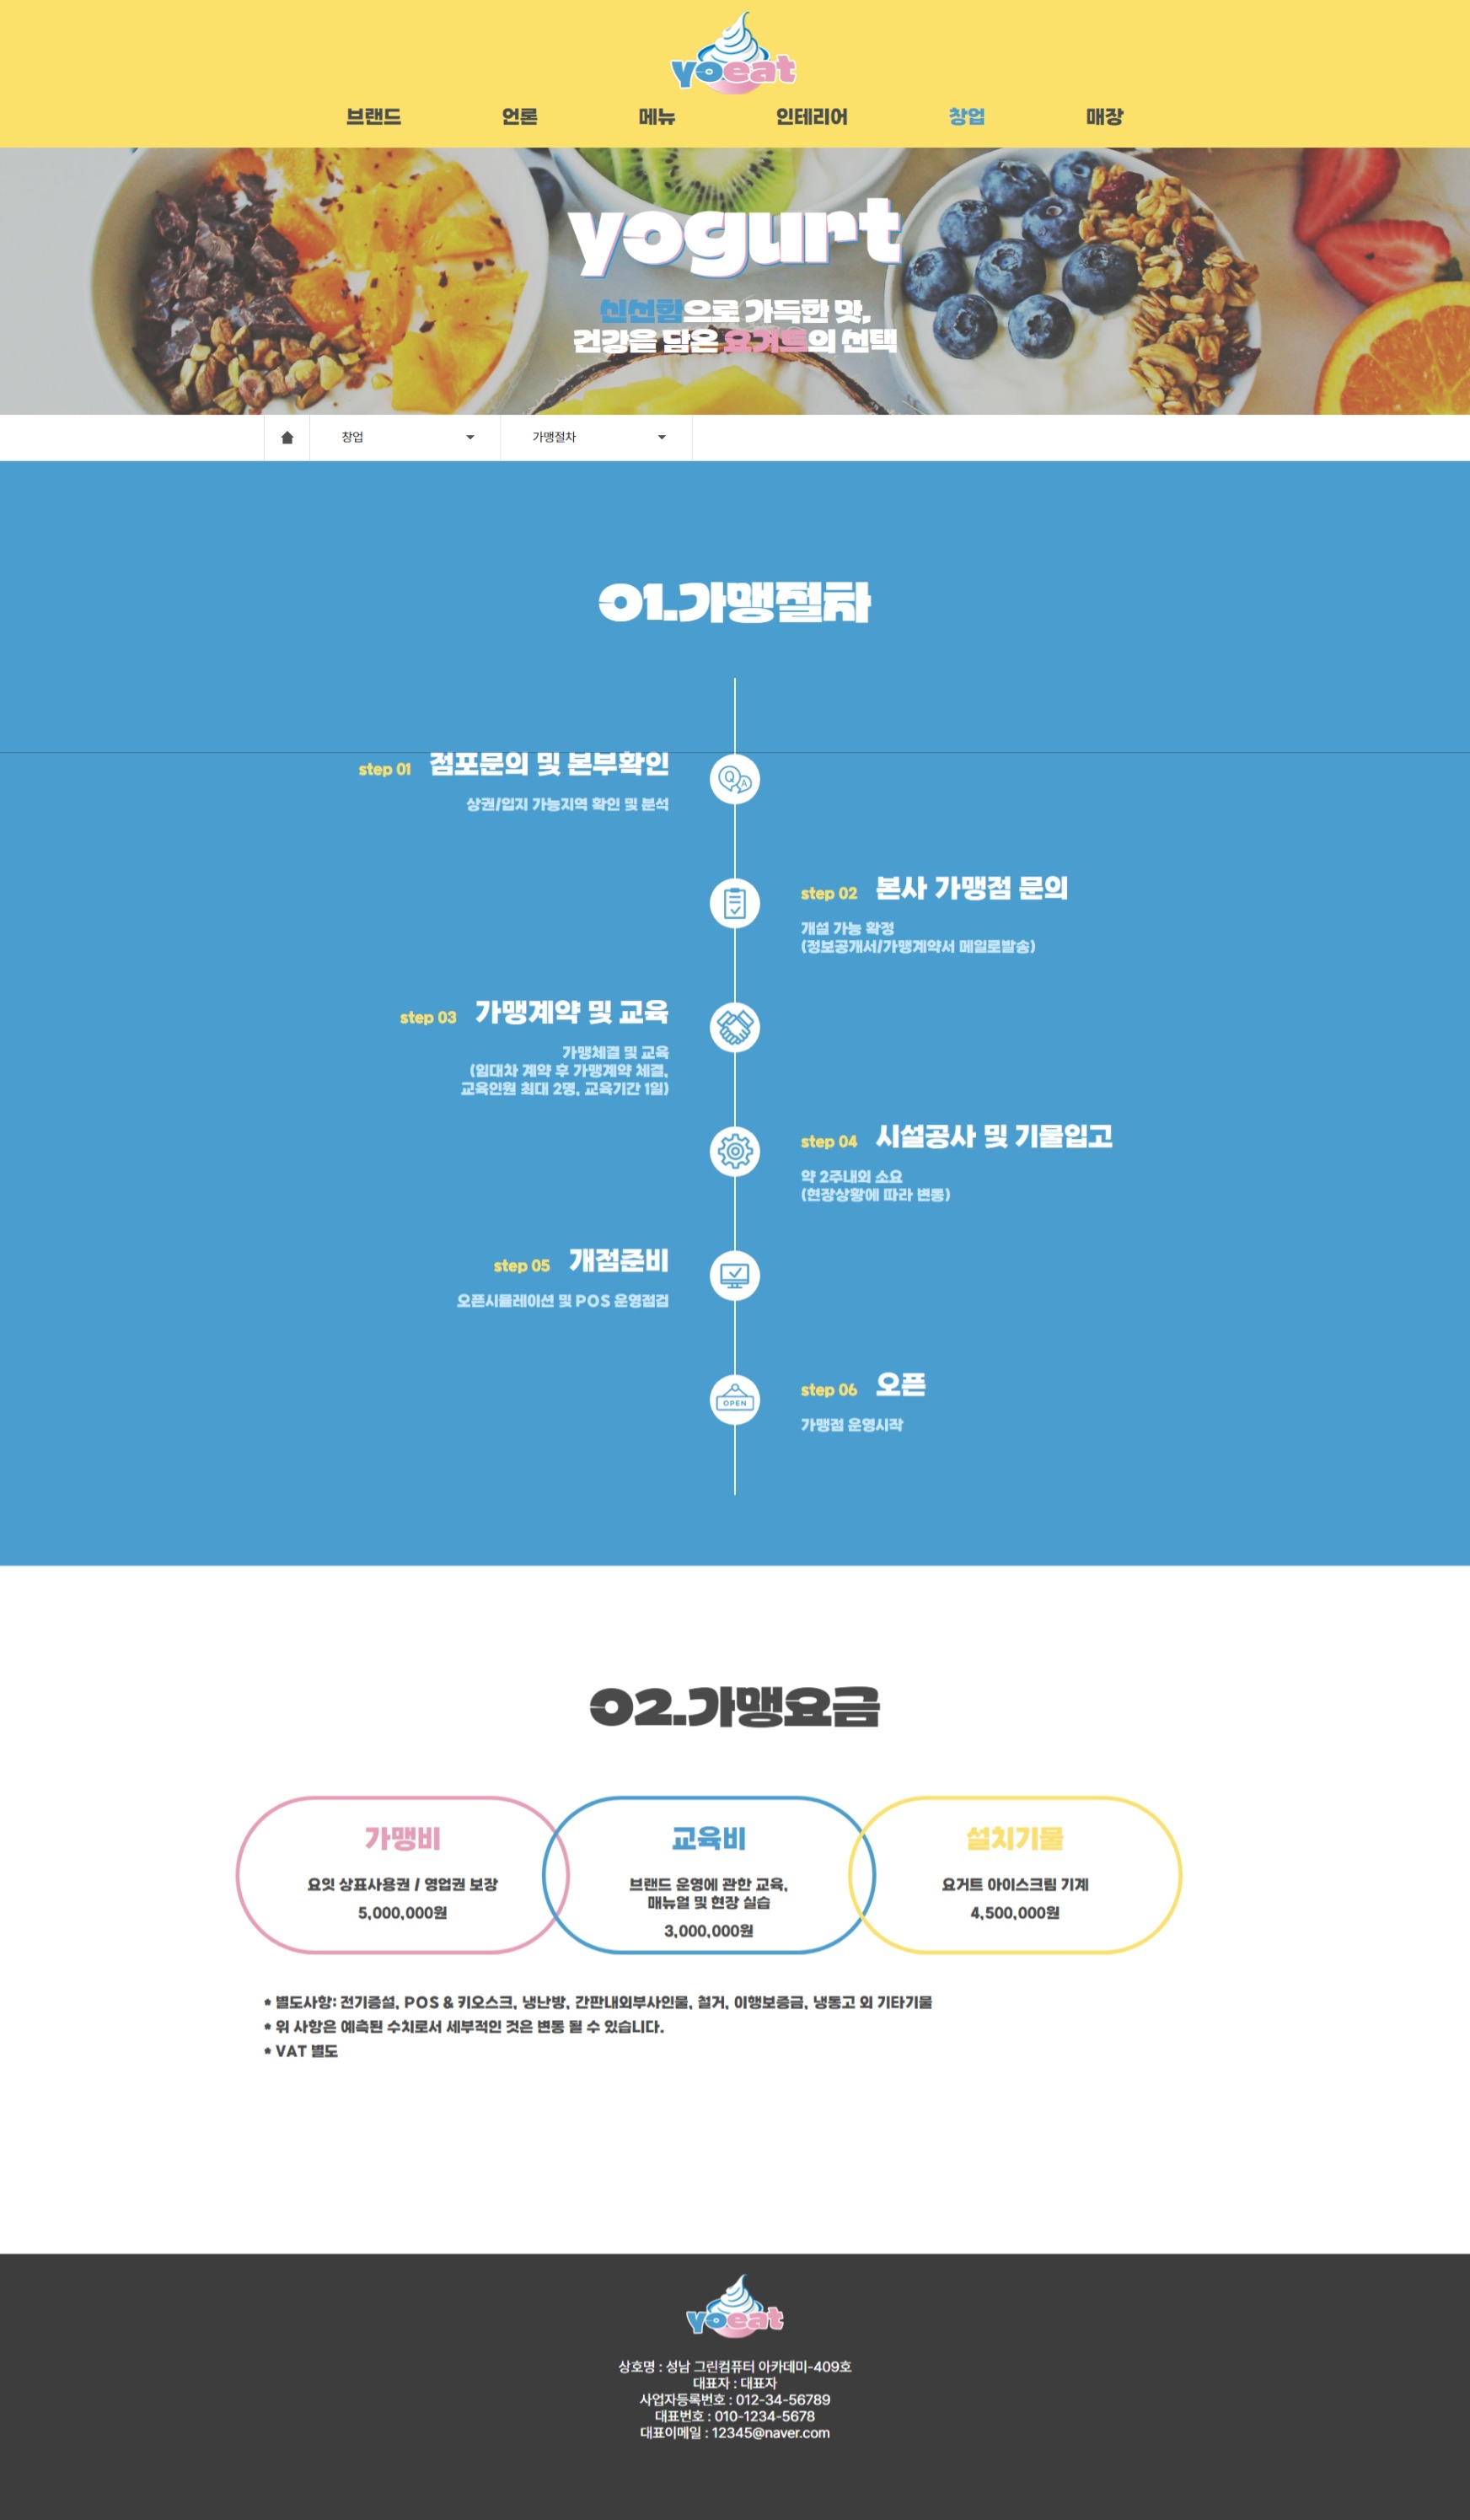 yoeat
브랜드 언론 메뉴 인테리어 창업 매장
yogurt
신선함으로 가득한 맛,
건강을 담은 요거트의 선택
창업 가맹절차
01.가맹절차
step 01 점포문의 및 본부확인
상권/입지 가능지역 확인 및 분석
Q A
step 02 본사 가맹점 문의
개설 가능 확정
(정보공개서/가맹계약서 메일로발송)
step 03 가맹계약 및 교육
가맹체결 및 교육
(임대차 계약 후 가맹계약 체결,
교육인원 최대 2명, 교육기간 1일)
step 04 시설공사 및 기물입고
약 2주내외 소요
(현장상황에 따라 변동)
step 05 개점준비
오픈시뮬레이션 및 POS 운영점검
OPEN
step 06 오픈
가맹점 운영시작
02.가맹요금
가맹비
요잇 상표사용권 / 영업권 보장
5,000,000원
교육비
브랜드 운영에 관한 교육,
매뉴얼 및 현장 실습
3,000,000원
설치기물
요거트 아이스크림 기계
4,500,000원
* 별도사항: 전기증설, POS & 키오스크, 냉난방, 간판내외부사인물, 철거, 이행보증금, 냉동고 외 기타기물
* 위 사항은 예측된 수치로서 세부적인 것은 변동 될 수 있습니다.
* VAT 별도
yoeat
상호명 : 성남 그린컴퓨터 아카데미-409호
대표자 : 대표자
사업자등록번호 : 012-34-56789
대표번호 : 010-1234-5678
대표이메일 : 12345@naver.com